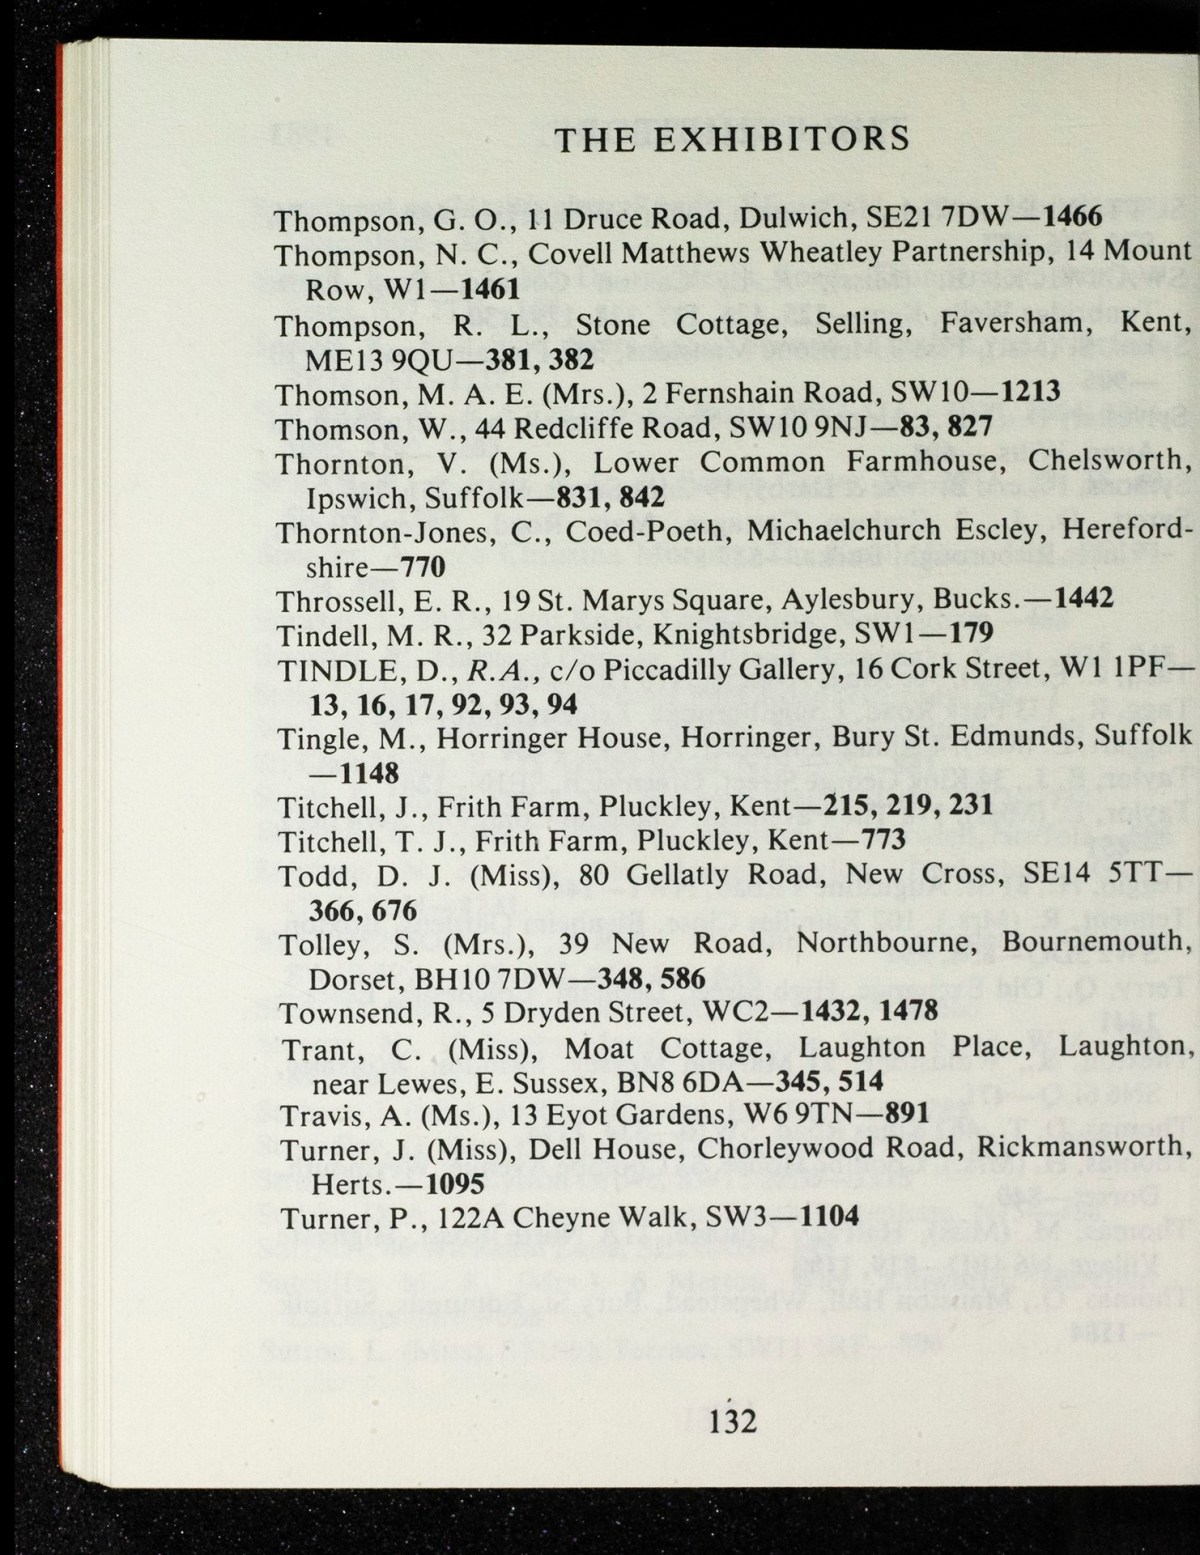 THE EXHIBITORS
Thompson, G. O., 11 Druce Road, Dulwich, SE21 7DW—1466
Thompson, N. C., Covell Matthews Wheatley Partnership, 14 Mount
Row, W1—1461
Thompson, R. L., Stone Cottage, Selling, Faversham, Kent,
ME13 9QU—381, 382
Thomson, M. A. E. (Mrs.), 2 Fernshain Road, SW10—1213
Thomson, W., 44 Redcliffe Road, SW10 9NJ—83, 827
Thornton, V. (Ms.), Lower Common Farmhouse, Chelsworth,
Ipswich, Suffolk—831, 842
Thornton-Jones, C., Coed-Poeth, Michaelchurch Escley, Hereford-
shire—770
Throssell, E. R., 19 St. Marys Square, Aylesbury, Bucks.—1442
Tindell, M. R., 32 Parkside, Knightsbridge, SW1—179
TINDLE, D., R.A., c/o Piccadilly Gallery, 16 Cork Street, W1 1PF—
13, 16, 17, 92, 93, 94
Tingle, M., Horringer House, Horringer, Bury St. Edmunds, Suffolk
—1148
Titchell, J., Frith Farm, Pluckley, Kent—215, 219, 231
Titchell, T. J., Frith Farm, Pluckley, Kent—773
Todd, D. J. (Miss), 80 Gellatly Road, New Cross, SE14 5TT—
366, 676
Tolley, S. (Mrs.), 39 New Road, Northbourne, Bournemouth,
Dorset, BH10 7DW—348, 586
Townsend, R., 5 Dryden Street, WC2—1432, 1478
Trant, C. (Miss), Moat Cottage, Laughton Place, Laughton,
near Lewes, E. Sussex, BN8 6DA—345, 514
Travis, A. (Ms.), 13 Eyot Gardens, W6 9TN—891
Turner, J. (Miss), Dell House, Chorleywood Road, Rickmansworth,
Herts.—1095
Turner, P., 122A Cheyne Walk, SW3—1104
132